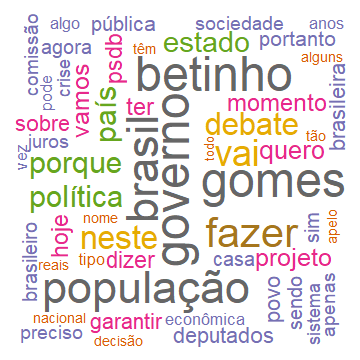 algo
pública
sociedade
anos
comissão
agora
têm
estado
portanto
alguns
pode
crise
vamos
psdb
betinho
brasileira
sobre
país
ter
momento
juros
brasil
governo
debate
tão
vez
porque
vai
quero
todo
política
gomes
nome
neste
fazer
sim
apelo
brasileiro
hoje
reais
tipo
dizer
casa
projeto
população
povo
sendo
sistema
apenas
nacional
garantir
econômica
preciso
decisão
deputados